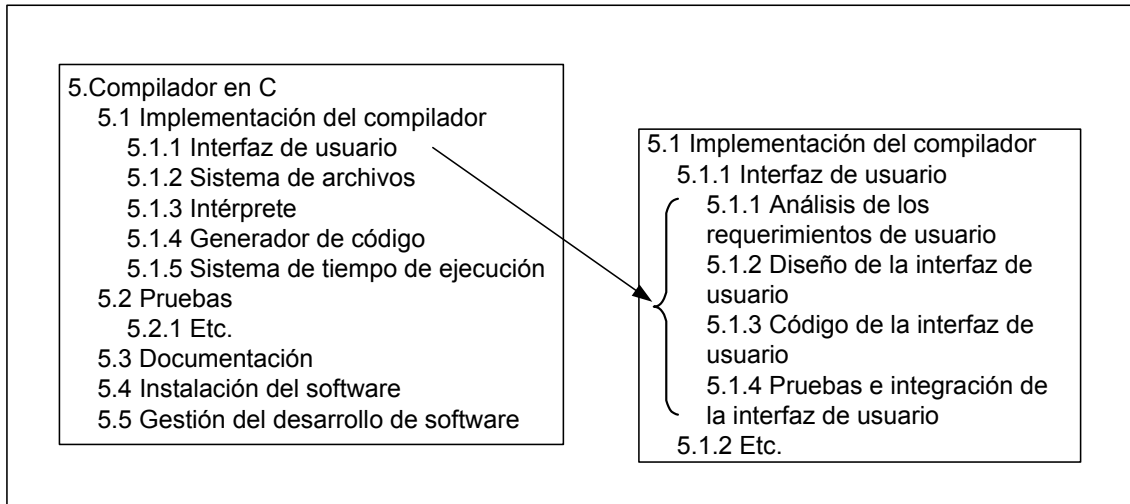 5.Compilador en C
5.1 Implementación del compilador
5.1.1 Interfaz de usuario
5.1.2 Sistema de archivos
5.1.3 Intérprete
5.1.4 Generador de código
5.1.5 Sistema de tiempo de ejecución
5.2 Pruebas
5.2.1 Etc.
5.3 Documentación
5.4 Instalación del software
5.5 Gestión del desarrollo de software
5.1 Implementación del compilador
5.1.1 Interfaz de usuario
5.1.1 Análisis de los
requerimientos de usuario
5.1.2 Diseño de la interfaz de
usuario
5.1.3 Código de la interfaz de
usuario
5.1.4 Pruebas e integración de
la interfaz de usuario
5.1.2 Etc.